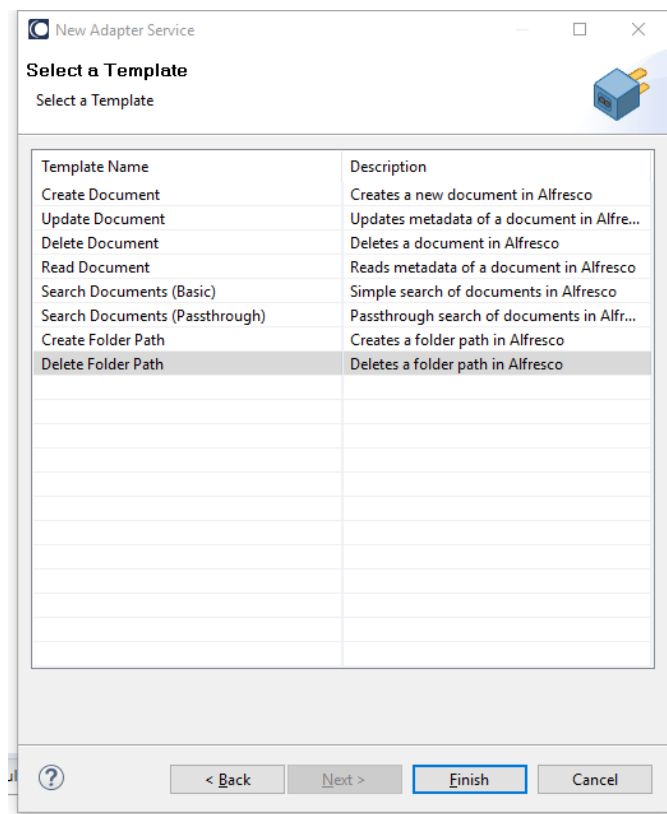 New Adapter Service
Select a Template
Select a Template
Template Name Description
Create Document Creates a new document in Alfresco
Update Document Updates metadata of a document in Alfre...
Delete Document Deletes a document in Alfresco
Read Document Reads metadata of a document in Alfresco
Search Documents (Basic) Simple search of documents in Alfresco
Search Documents (Passthrough) Passthrough search of documents in Alfr...
Create Folder Path Creates a folder path in Alfresco
Delete Folder Path Deletes a folder path in Alfresco
? < Back Next > Finish Cancel